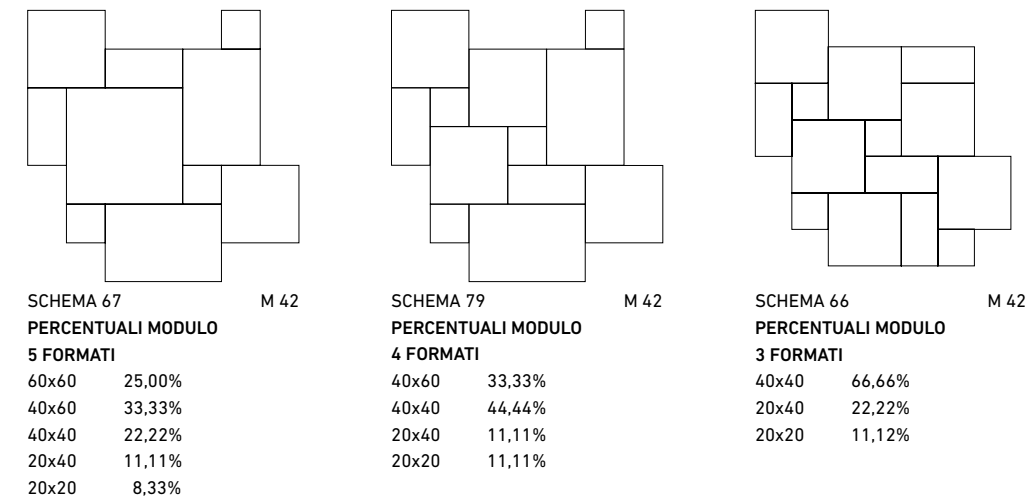 SCHEMA 67 M 42
PERCENTUALI MODULO
5 FORMATI
60x60 25,00%
40x60 33,33%
40x40 22,22%
20x40 11,11%
20x20 8,33%
SCHEMA 79 M 42
PERCENTUALI MODULO
4 FORMATI
40x60 33,33%
40x40 44,44%
20x40 11,11%
20x20 11,11%
SCHEMA 66 M 42
PERCENTUALI MODULO
3 FORMATI
40x40 66,66%
20x40 22,22%
20x20 11,12%